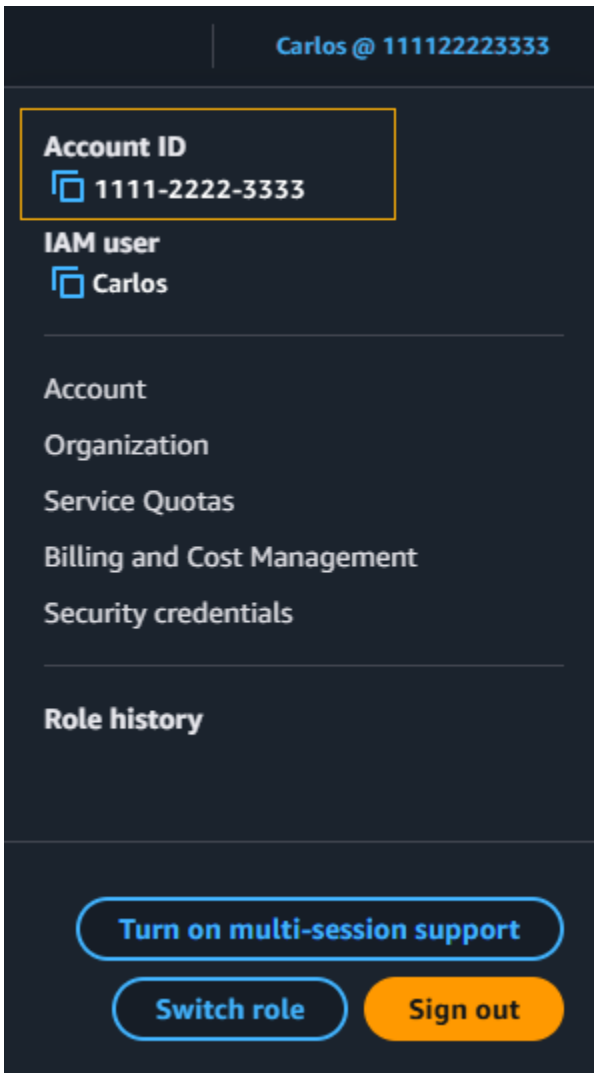 Carlos @ 111122223333
Account ID
1111-2222-3333
IAM user
Carlos
Account
Organization
Service Quotas
Billing and Cost Management
Security credentials
Role history
Turn on multi-session support
Switch role
Sign out